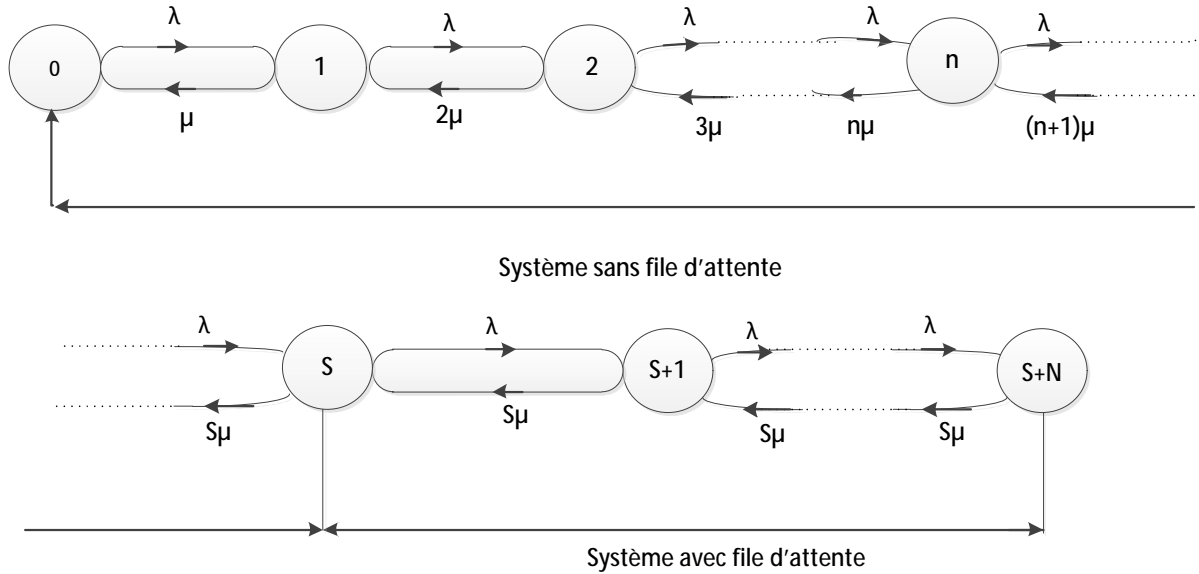 λ λ λ λ λ
0 1 2 n
μ 2μ 3μ nμ (n+1)μ
Système sans file d'attente
λ λ λ λ
S S+1 S+N
Sμ Sμ Sμ Sμ
Système avec file d'attente